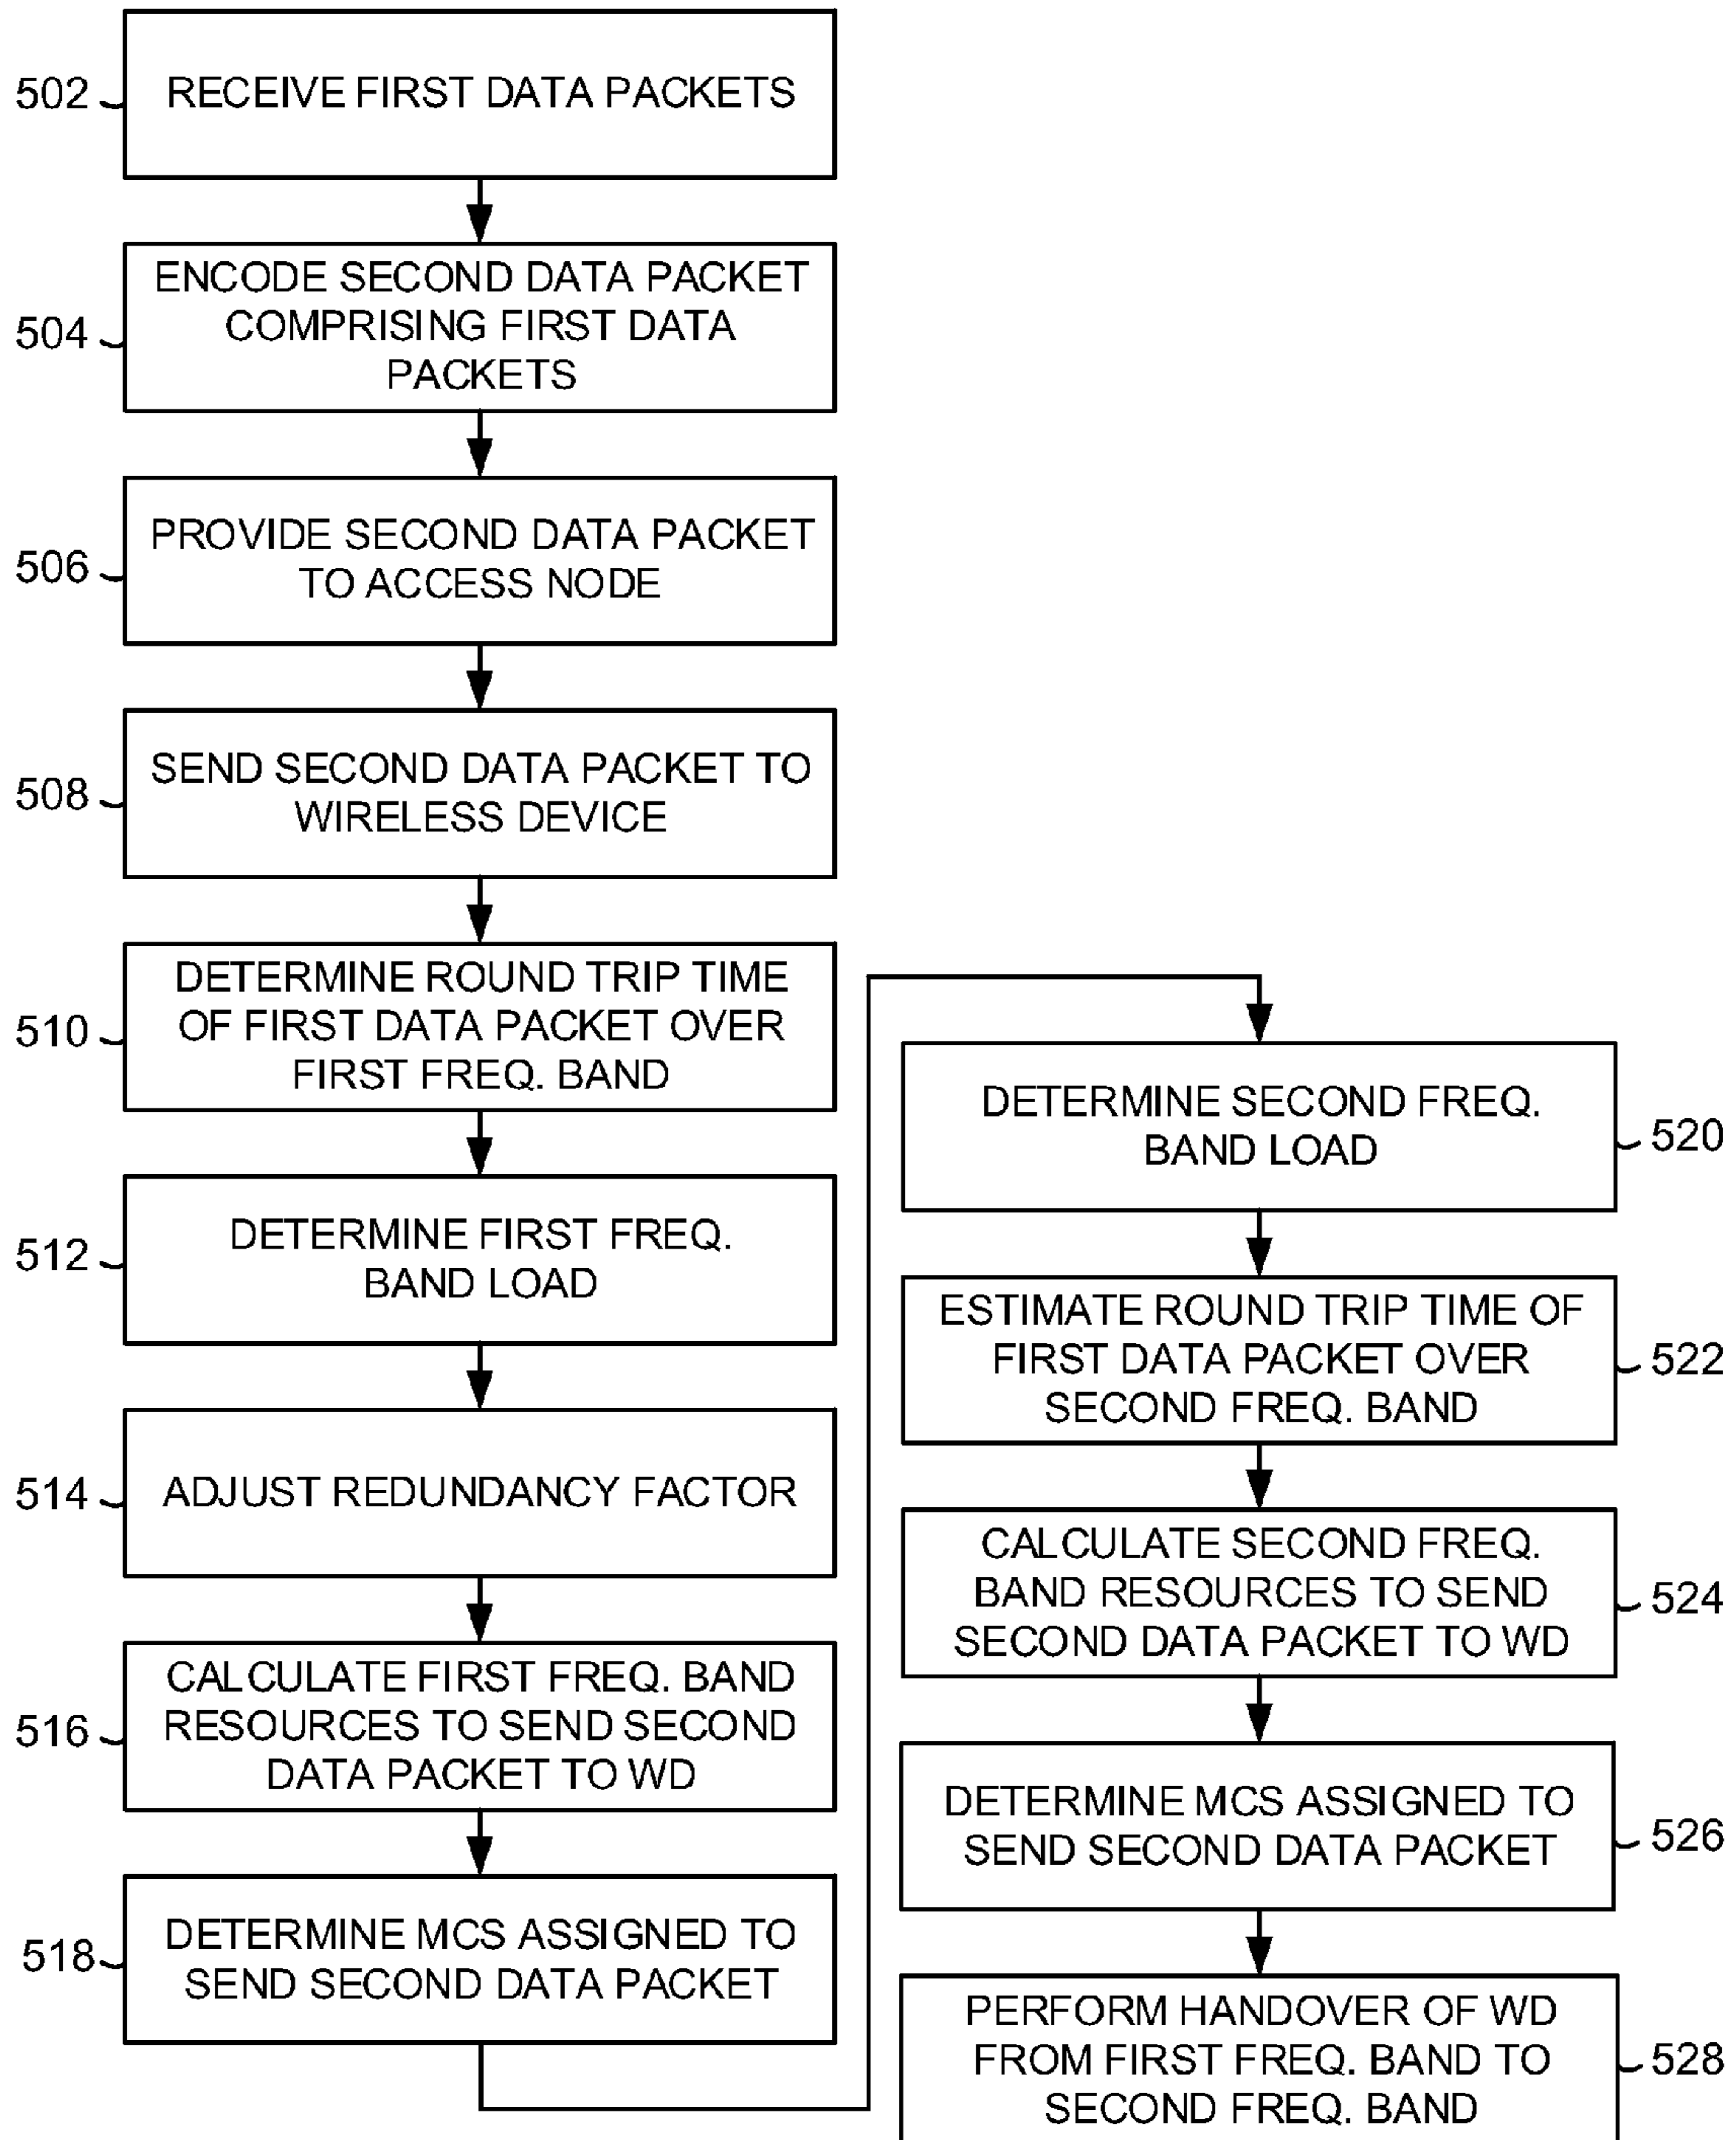 502
RECEIVE FIRST DATA PACKETS
504
ENCODE SECOND DATA PACKET
COMPRISING FIRST DATA
PACKETS
506
PROVIDE SECOND DATA PACKET
TO ACCESS NODE
508
SEND SECOND DATA PACKET TO
WIRELESS DEVICE
510
DETERMINE ROUND TRIP TIME
OF FIRST DATA PACKET OVER
FIRST FREQ. BAND
512
DETERMINE FIRST FREQ.
BAND LOAD
514
ADJUST REDUNDANCY FACTOR
516
CALCULATE FIRST FREQ. BAND
RESOURCES TO SEND SECOND
DATA PACKET TO WD
518
DETERMINE MCS ASSIGNED TO
SEND SECOND DATA PACKET
DETERMINE SECOND FREQ.
BAND LOAD
520
ESTIMATE ROUND TRIP TIME OF
FIRST DATA PACKET OVER
SECOND FREQ. BAND
522
CALCULATE SECOND FREQ.
BAND RESOURCES TO SEND
SECOND DATA PACKET TO WD
524
DETERMINE MCS ASSIGNED TO
SEND SECOND DATA PACKET
526
PERFORM HANDOVER OF WD
FROM FIRST FREQ. BAND TO
SECOND FREQ. BAND
528